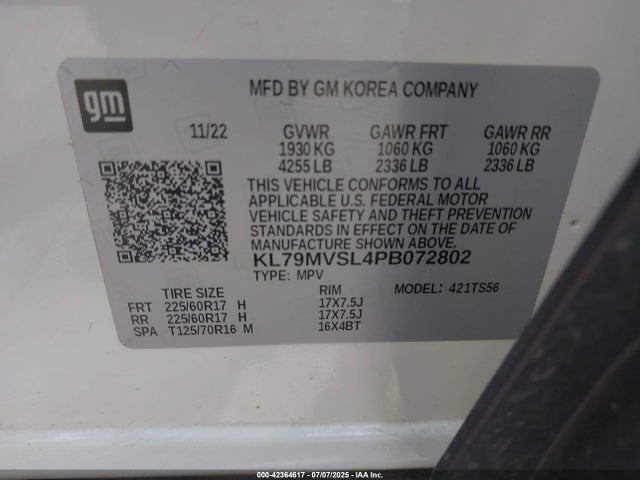 gm
MFD BY GM KOREA COMPANY
11/22 GVWR GAWR FRT GAWR RR
1930 KG 1060 KG 1060 KG
4255 LB 2336 LB 2336 LB
THIS VEHICLE CONFORMS TO ALL
APPLICABLE U.S. FEDERAL MOTOR
VEHICLE SAFETY AND THEFT PREVENTION
STANDARDS IN EFFECT ON THE DATE OF
MANUFACTURE SHOWN ABOVE.
KL79MVSL4PB072802
TYPE: MPV MODEL: 421TS56
TIRE SIZE RIM
FRT 225/60R17 H 17X7.5J
RR 225/60R17 H 17X7.5J
SPA T125/70R16 M 16X4BT
000-42364617 - 07/07/2025 - IAA Inc.